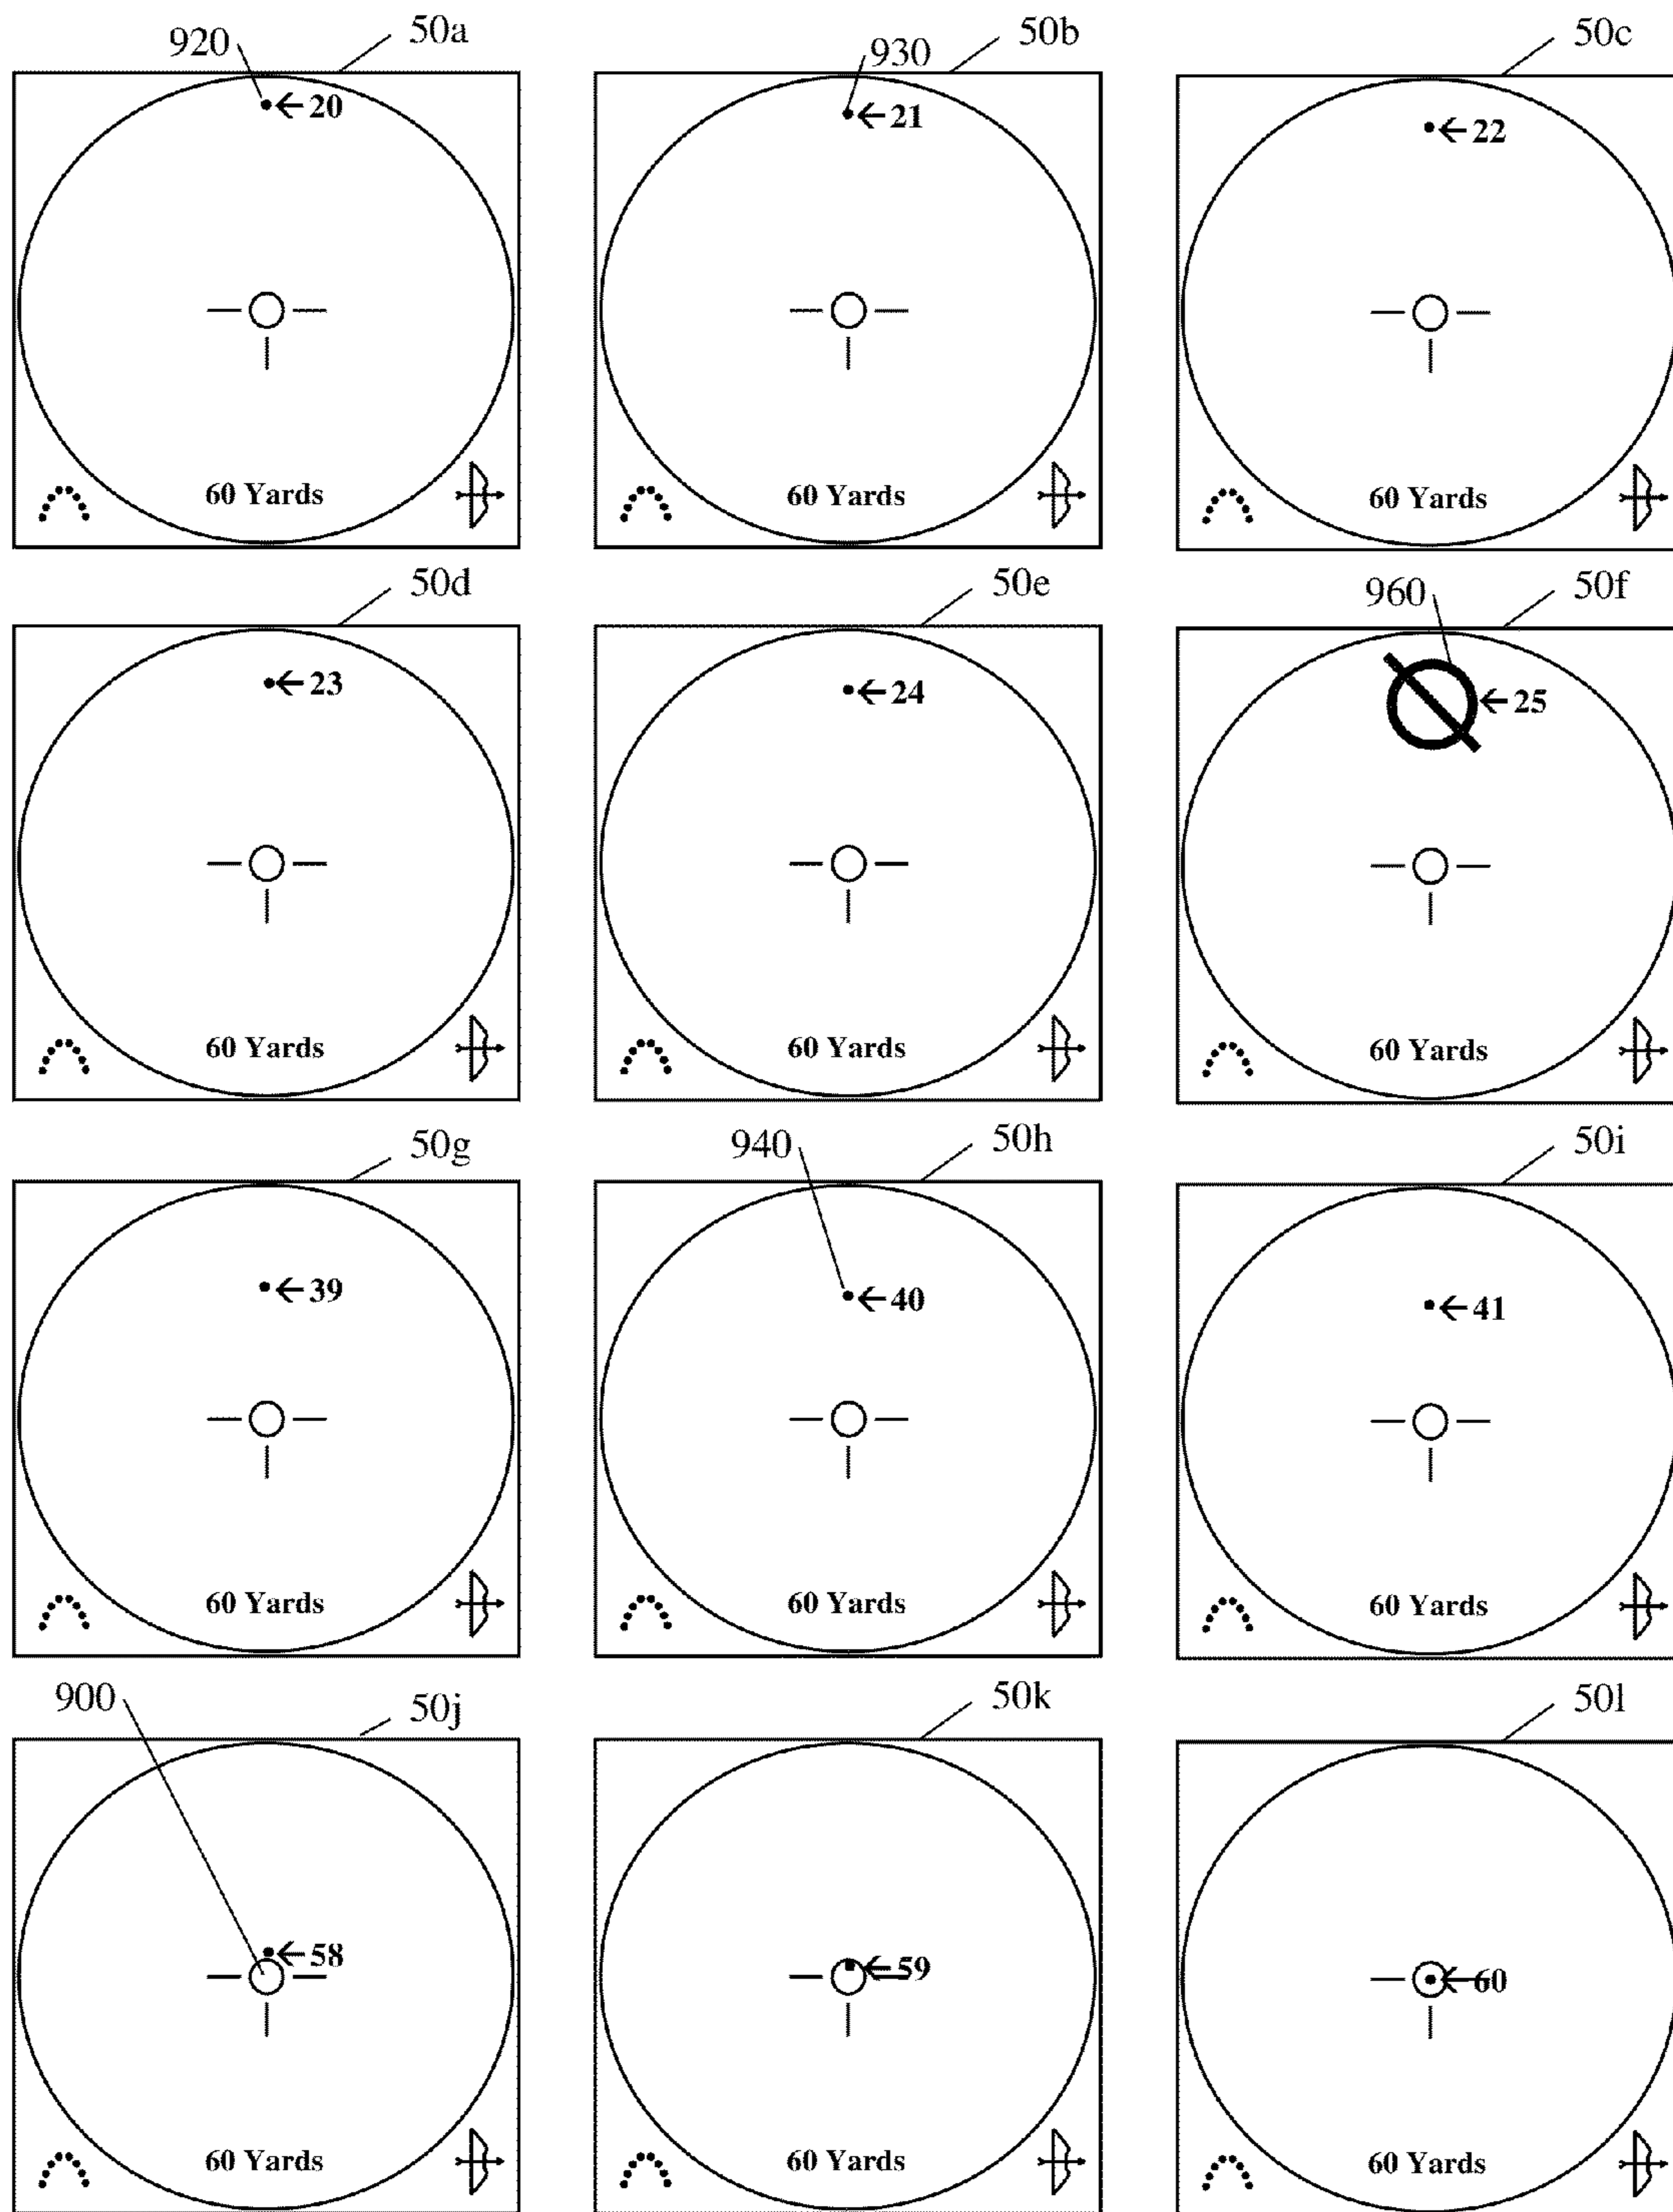 920 50a 930 50b 50c
←20 ←21 ←22
60 Yards 60 Yards 60 Yards
50d 50e 960 50f
←23 ←24 ←25
60 Yards 60 Yards 60 Yards
50g 940 50h 50i
←39 ←40 ←41
60 Yards 60 Yards 60 Yards
900 50j 50k 50l
←58 ←59 ←60
60 Yards 60 Yards 60 Yards